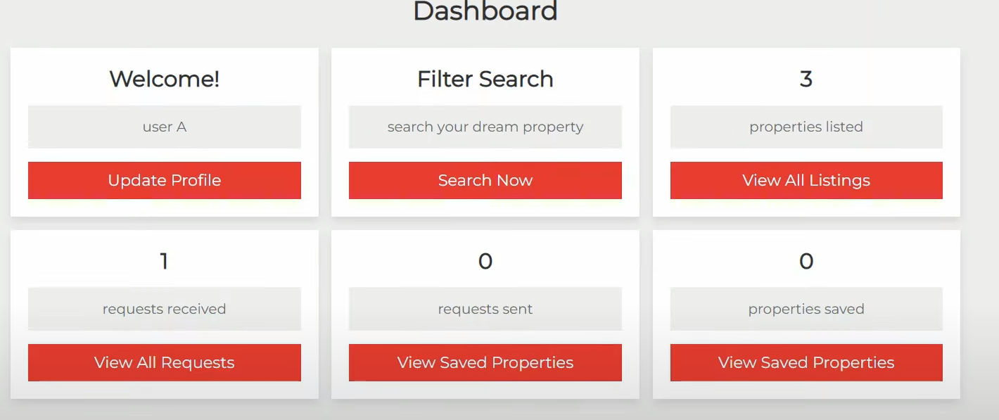 Dashboard
Welcome!
user A
Update Profile
Filter Search
search your dream property
Search Now
3
properties listed
View All Listings
1
requests received
View All Requests
0
requests sent
View Saved Properties
0
properties saved
View Saved Properties